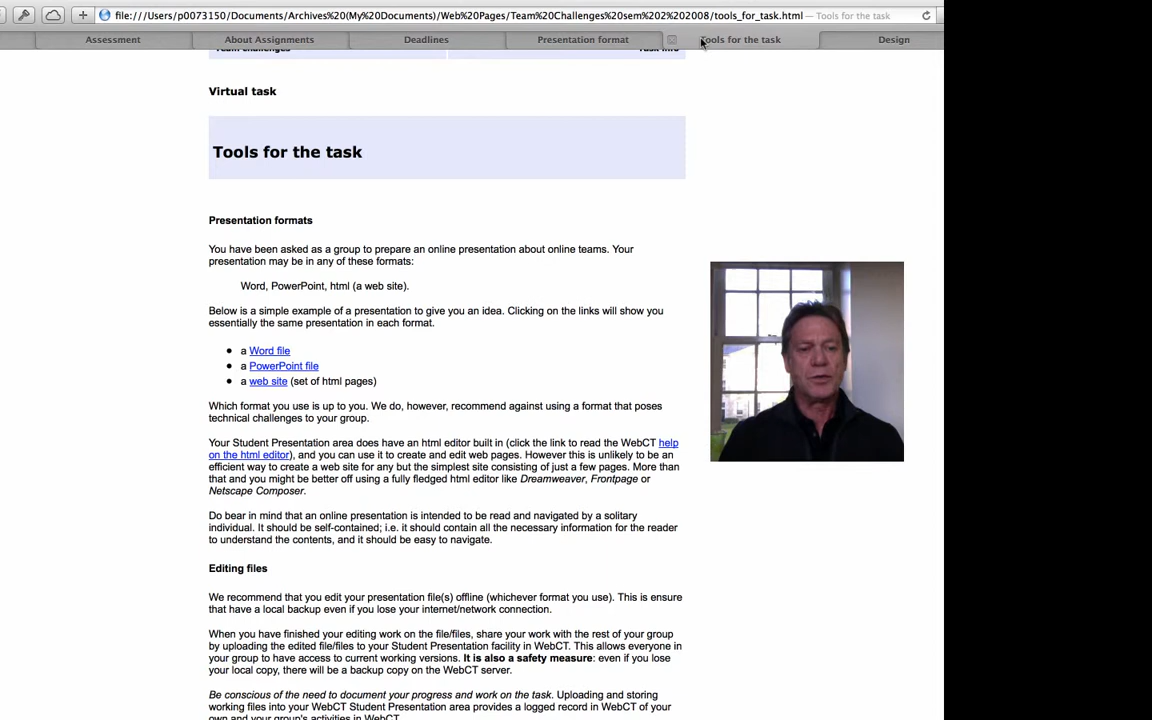 file:///Users/p0073150/Documents/Archives%20(My%20Documents)/Web%20Pages/Team%20Challenges%20sem%202%202008/tools_for_task.html — Tools for the task
Assessment
About Assignments
Deadlines
Presentation format
Tools for the task
Design
Team challenges
Task info
Virtual task
Tools for the task
Presentation formats
You have been asked as a group to prepare an online presentation about online teams. Your
presentation may be in any of these formats:
Word, PowerPoint, html (a web site).
Below is a simple example of a presentation to give you an idea. Clicking on the links will show you
essentially the same presentation in each format.
a Word file
a PowerPoint file
a web site (set of html pages)
Which format you use is up to you. We do, however, recommend against using a format that poses
technical challenges to your group.
Your Student Presentation area does have an html editor built in (click the link to read the WebCT help
on the html editor), and you can use it to create and edit web pages. However this is unlikely to be an
efficient way to create a web site for any but the simplest site consisting of just a few pages. More than
that and you might be better off using a fully fledged html editor like Dreamweaver, Frontpage or
Netscape Composer.
Do bear in mind that an online presentation is intended to be read and navigated by a solitary
individual. It should be self-contained; i.e. it should contain all the necessary information for the reader
to understand the contents, and it should be easy to navigate.
Editing files
We recommend that you edit your presentation file(s) offline (whichever format you use). This is ensure
that have a local backup even if you lose your internet/network connection.
When you have finished your editing work on the file/files, share your work with the rest of your group
by uploading the edited file/files to your Student Presentation facility in WebCT. This allows everyone in
your group to have access to current working versions. It is also a safety measure: even if you lose
your local copy, there will be a backup copy on the WebCT server.
Be conscious of the need to document your progress and work on the task. Uploading and storing
working files into your WebCT Student Presentation area provides a logged record in WebCT of your
own and your group's activities in WebCT.